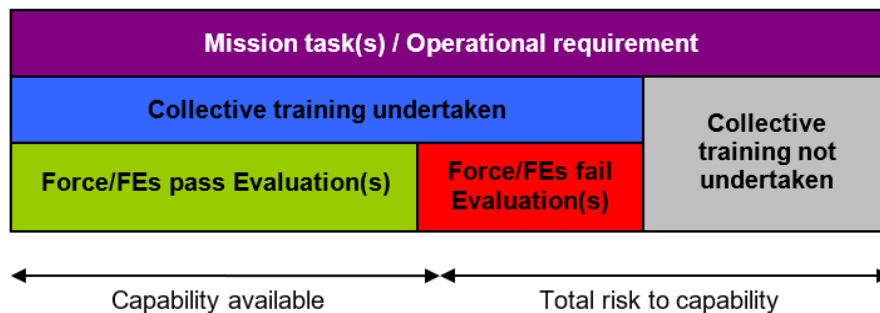 Mission task(s) / Operational requirement
Collective training undertaken
Collective
training not
undertaken
Force/FEs pass Evaluation(s)
Force/FEs fail
Evaluation(s)
Capability available
Total risk to capability